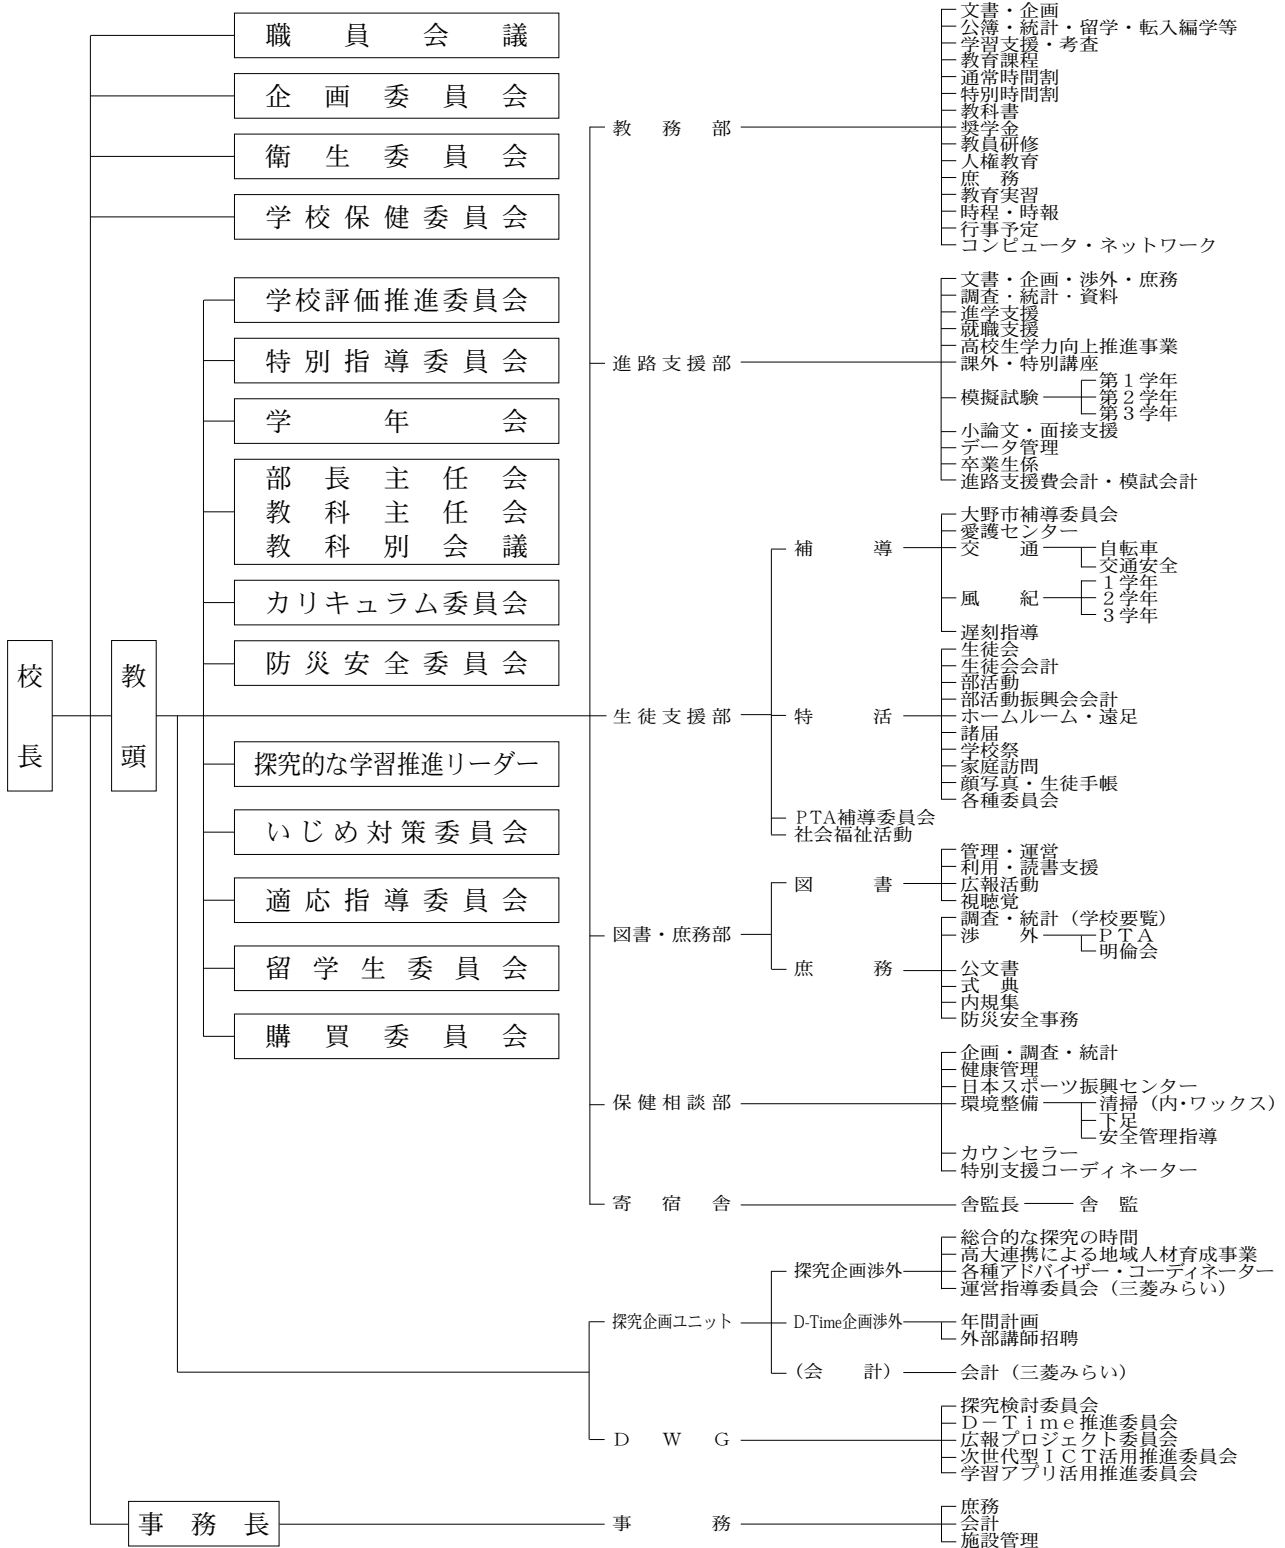 校長
教頭
職員会議
企画委員会
衛生委員会
学校保健委員会
学校評価推進委員会
特別指導委員会
学年会
部長主任会
教科主任会
教科別会議
カリキュラム委員会
防災安全委員会
探究的な学習推進リーダー
いじめ対策委員会
適応指導委員会
留学生委員会
購買委員会
教務部
文書・企画
公簿・統計・留学・転入編学等
学習支援・考査
教育課程
通常時間割
特別時間割
教科書
奨学金
教員研修
人権教育
庶務
教育実習
時程・時報
行事予定
コンピュータ・ネットワーク
進路支援部
文書・企画・渉外・庶務
調査・統計・資料
進学支援
就職支援
高校生学力向上推進事業
課外・特別講座
模擬試験
第1学年
第2学年
第3学年
小論文・面接支援
データ管理
卒業生係
進路支援費会計・模試会計
生徒支援部
補導
大野市補導委員会
愛護センター
交通
自転車
交通安全
風紀
1学年
2学年
3学年
遅刻指導
特活
生徒会
生徒会会計
部活動
部活動振興会会計
ホームルーム・遠足
諸届
学校祭
家庭訪問
顔写真・生徒手帳
各種委員会
PTA補導委員会
社会福祉活動
図書・庶務部
図書
管理・運営
利用・読書支援
広報活動
視聴覚
庶務
調査・統計（学校要覧）
渉外
PTA
明倫会
公文書
式典
内規集
防災安全事務
保健相談部
企画・調査・統計
健康管理
日本スポーツ振興センター
環境整備
清掃（内・ワックス）
下足
安全管理指導
カウンセラー
特別支援コーディネーター
寄宿舎
舎監長
舎監
探究企画ユニット
探究企画渉外
総合的な探究の時間
高大連携による地域人材育成事業
各種アドバイザー・コーディネーター
運営指導委員会（三菱みらい）
D-Time企画渉外
年間計画
外部講師招聘
（会計）
会計（三菱みらい）
DWG
探究検討委員会
D－Time推進委員会
広報プロジェクト委員会
次世代型ICT活用推進委員会
学習アプリ活用推進委員会
事務長
事務
庶務
会計
施設管理